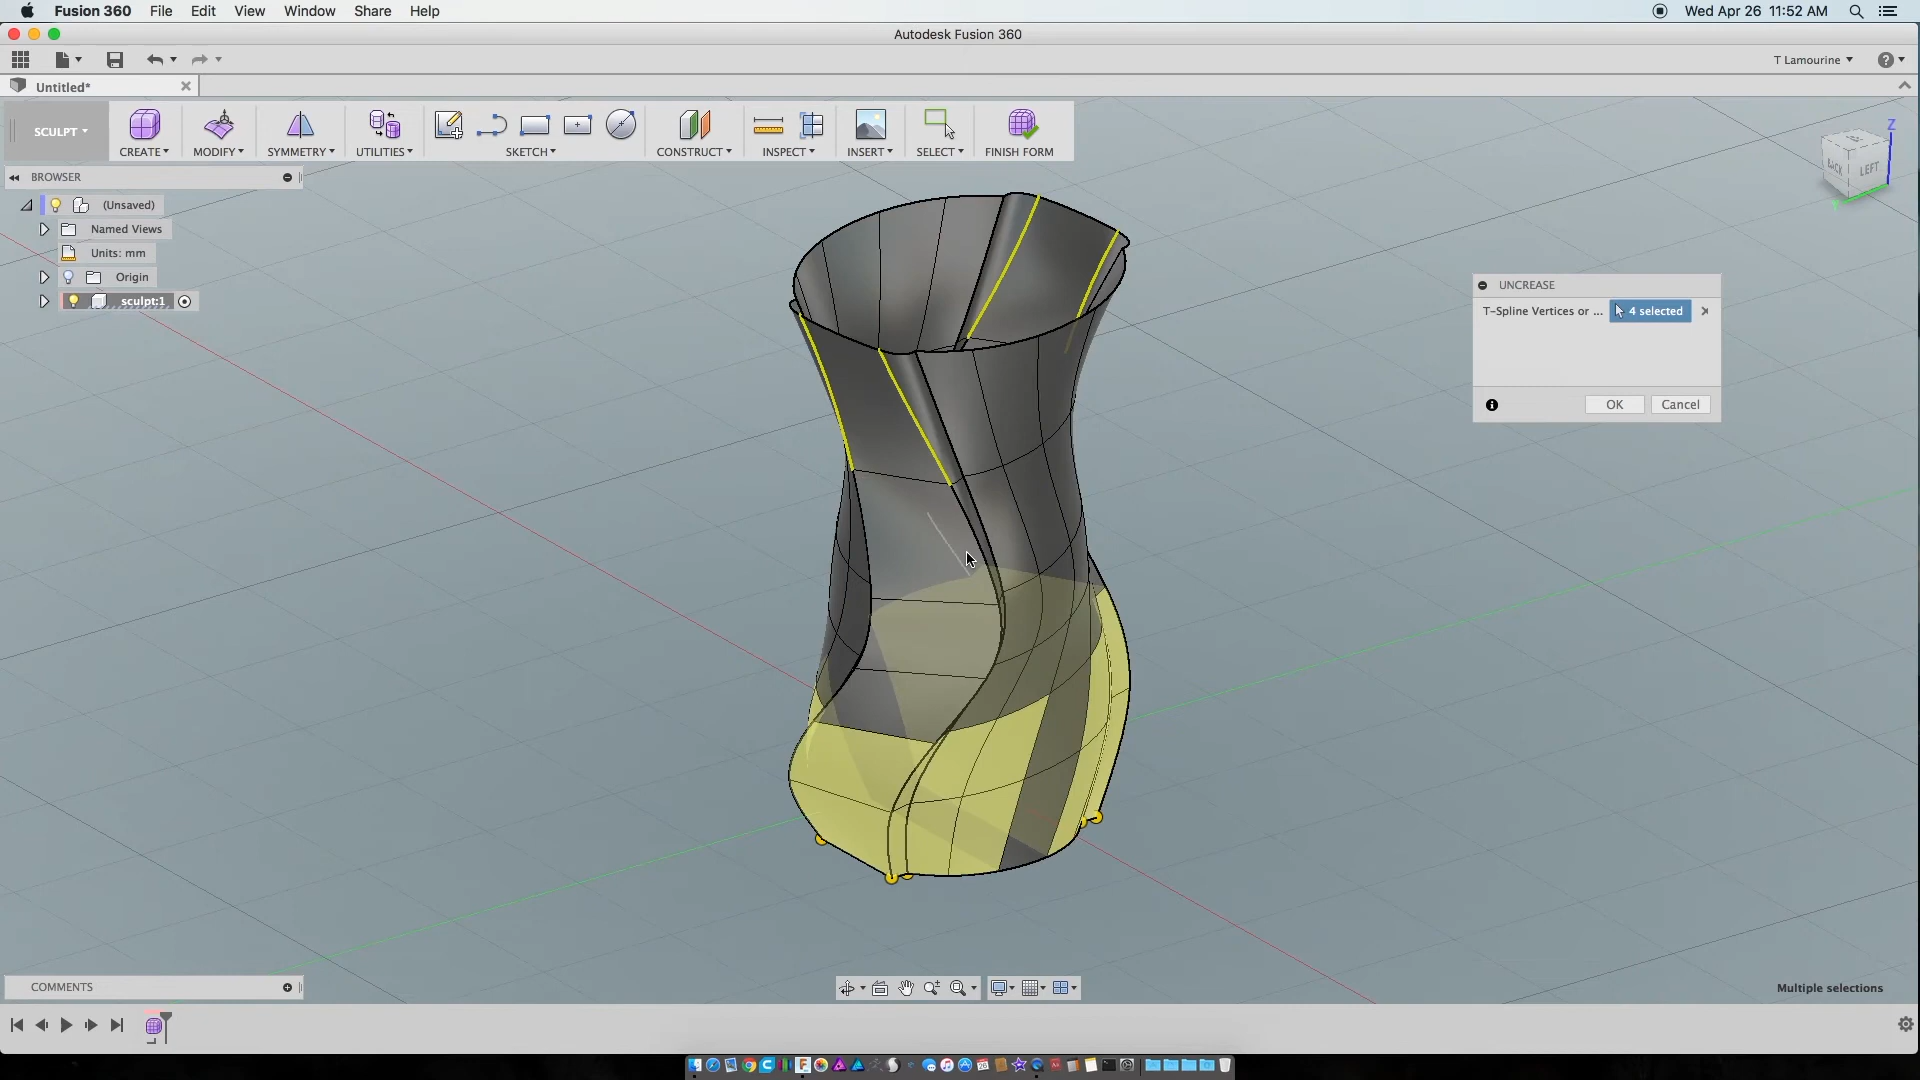 Fusion 360 File Edit View Window Share Help Wed Apr 26 11:52 AM
Autodesk Fusion 360
T Lamourine
Untitled*
SCULPT
CREATE MODIFY SYMMETRY UTILITIES SKETCH CONSTRUCT INSPECT INSERT SELECT FINISH FORM
BROWSER
(Unsaved)
Named Views
Units: mm
Origin
sculpt:1
Z
BACK LEFT
Y
UNCREASE
T-Spline Vertices or ... 4 selected
OK Cancel
COMMENTS
Multiple selections